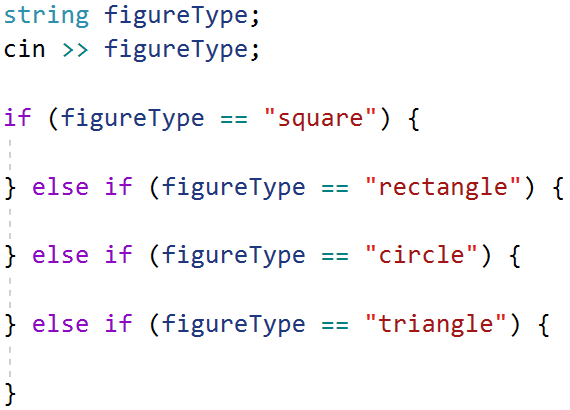 string figureType;
cin >> figureType;
if (figureType == "square") {
} else if (figureType == "rectangle") {
} else if (figureType == "circle") {
} else if (figureType == "triangle") {
}